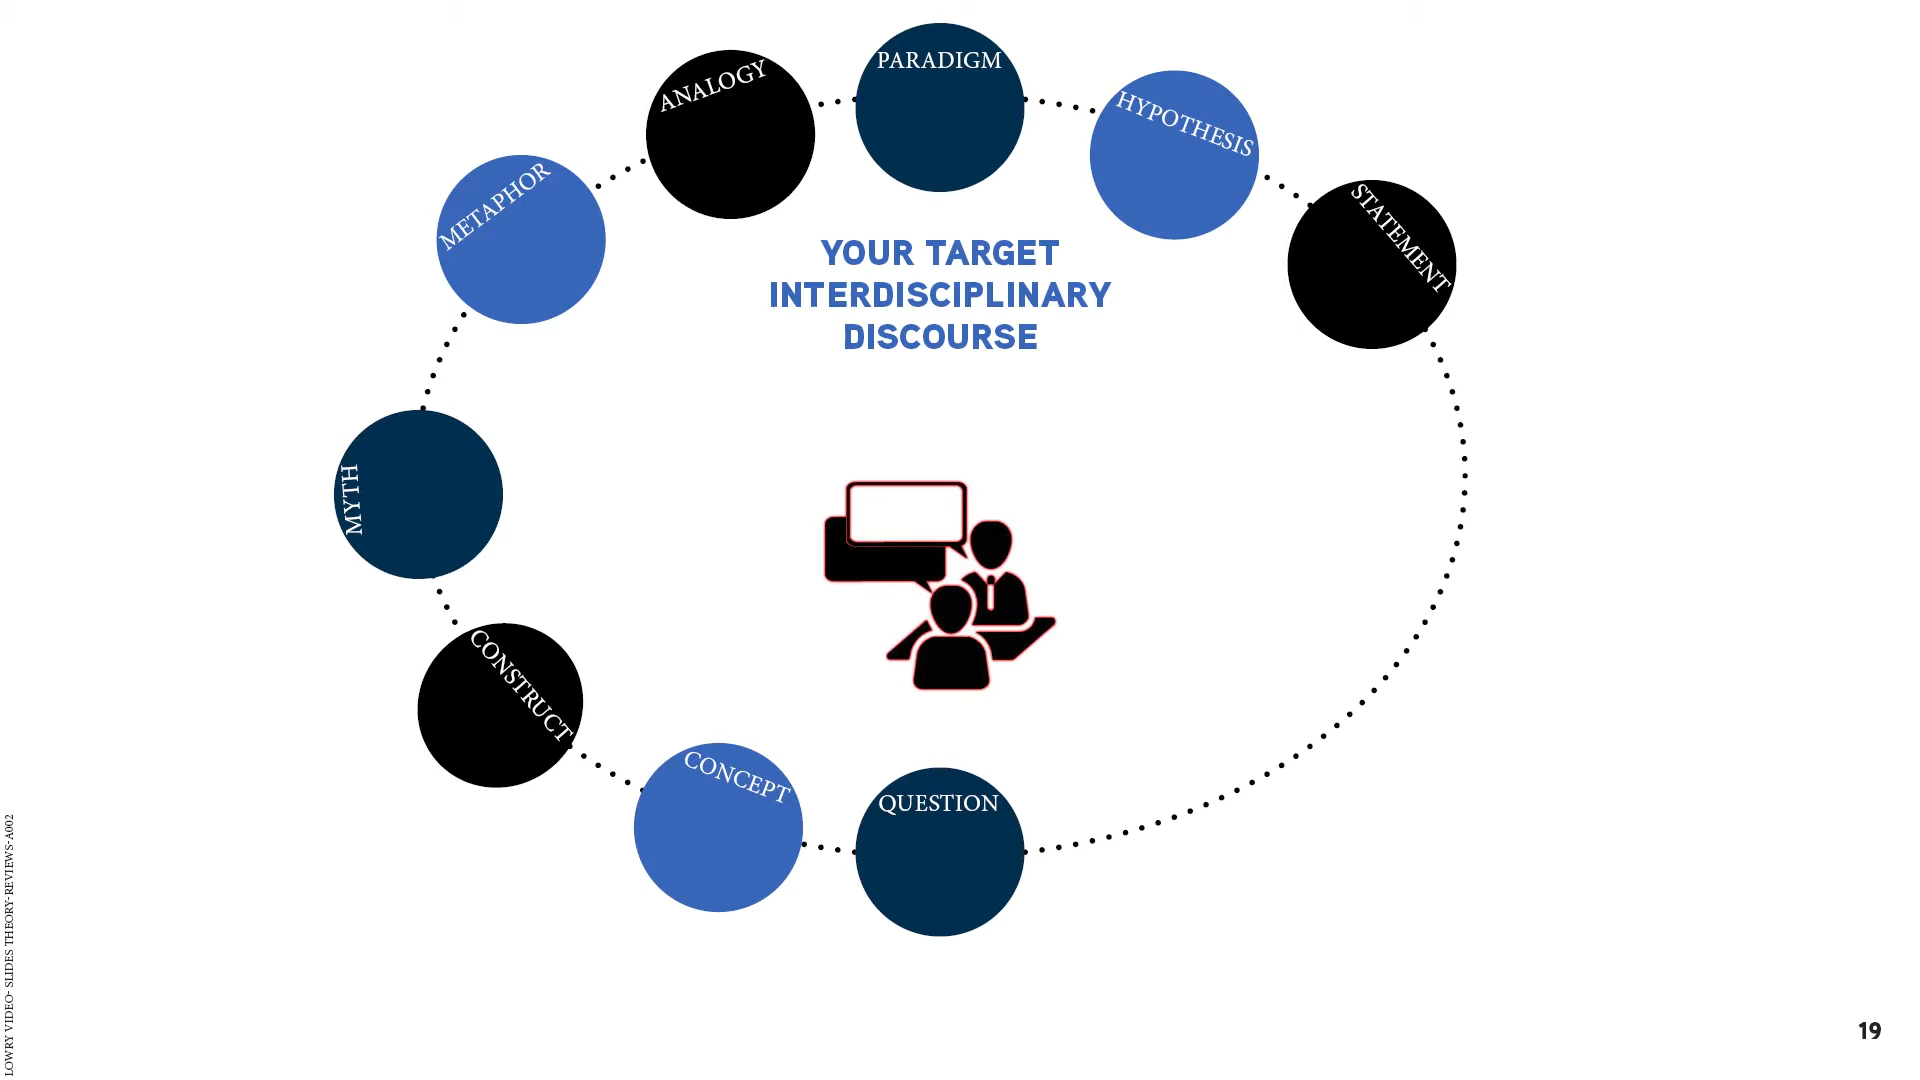 PARADIGM
ANALOGY
HYPOTHESIS
METAPHOR
STATEMENT
YOUR TARGET
INTERDISCIPLINARY
DISCOURSE
MYTH
CONSTRUCT
CONCEPT
QUESTION
LOWRY VIDEO- SLIDES THEORY-REVIEWS-A002
19